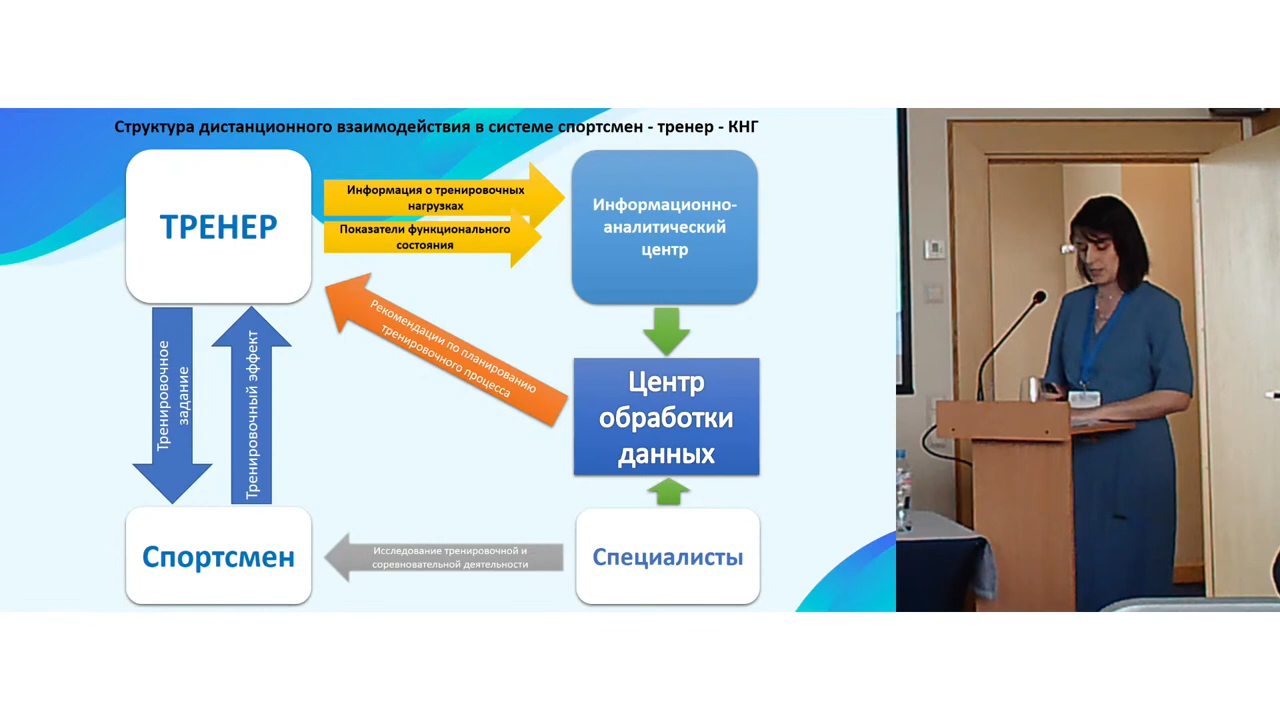 Структура дистанционного взаимодействия в системе спортсмен - тренер - КНГ
ТРЕНЕР
Информация о тренировочных
нагрузках
Показатели функционального
состояния
Информационно-
аналитический
центр
Рекомендации по планированию
тренировочного процесса
Тренировочное
задание
Тренировочный эффект
Центр
обработки
данных
Спортсмен
Исследование тренировочной и
соревновательной деятельности
Специалисты